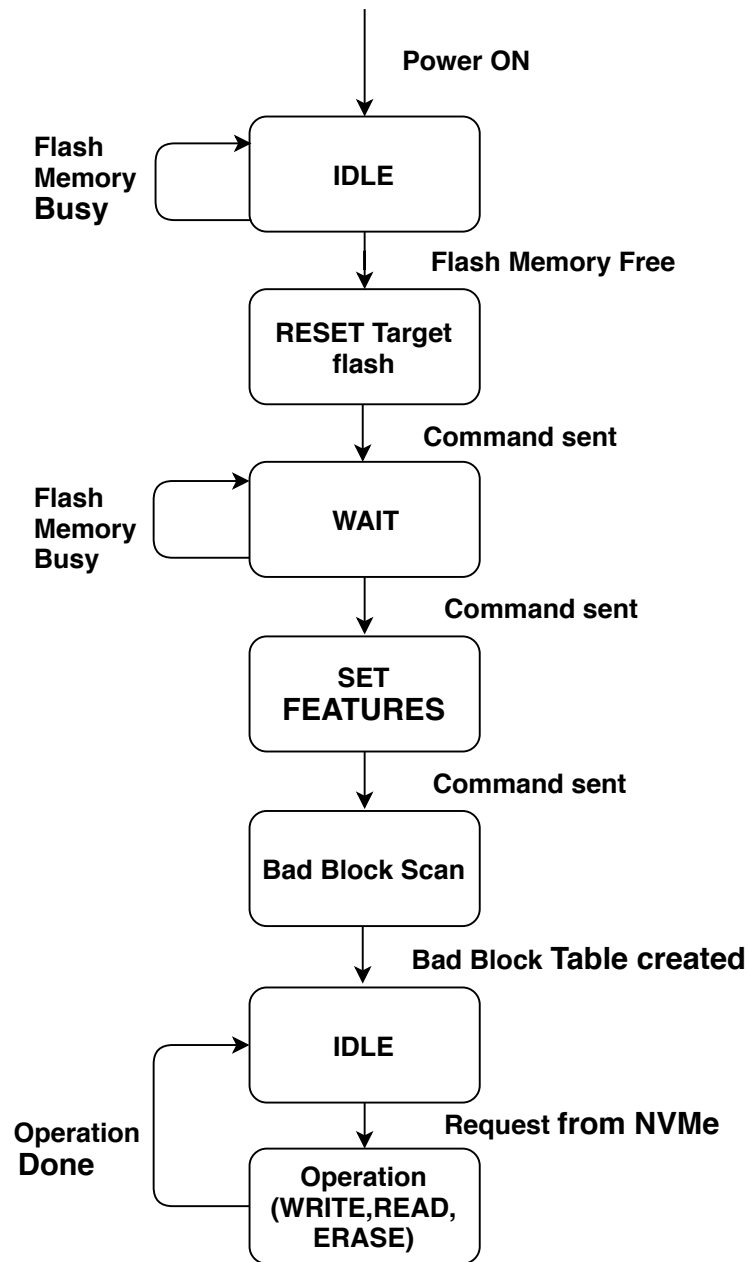 Power ON
Flash
Memory
Busy
IDLE
Flash Memory Free
RESET Target
flash
Command sent
Flash
Memory
Busy
WAIT
Command sent
SET
FEATURES
Command sent
Bad Block Scan
Bad Block Table created
IDLE
Request from NVMe
Operation
Done
Operation
(WRITE,READ,
ERASE)